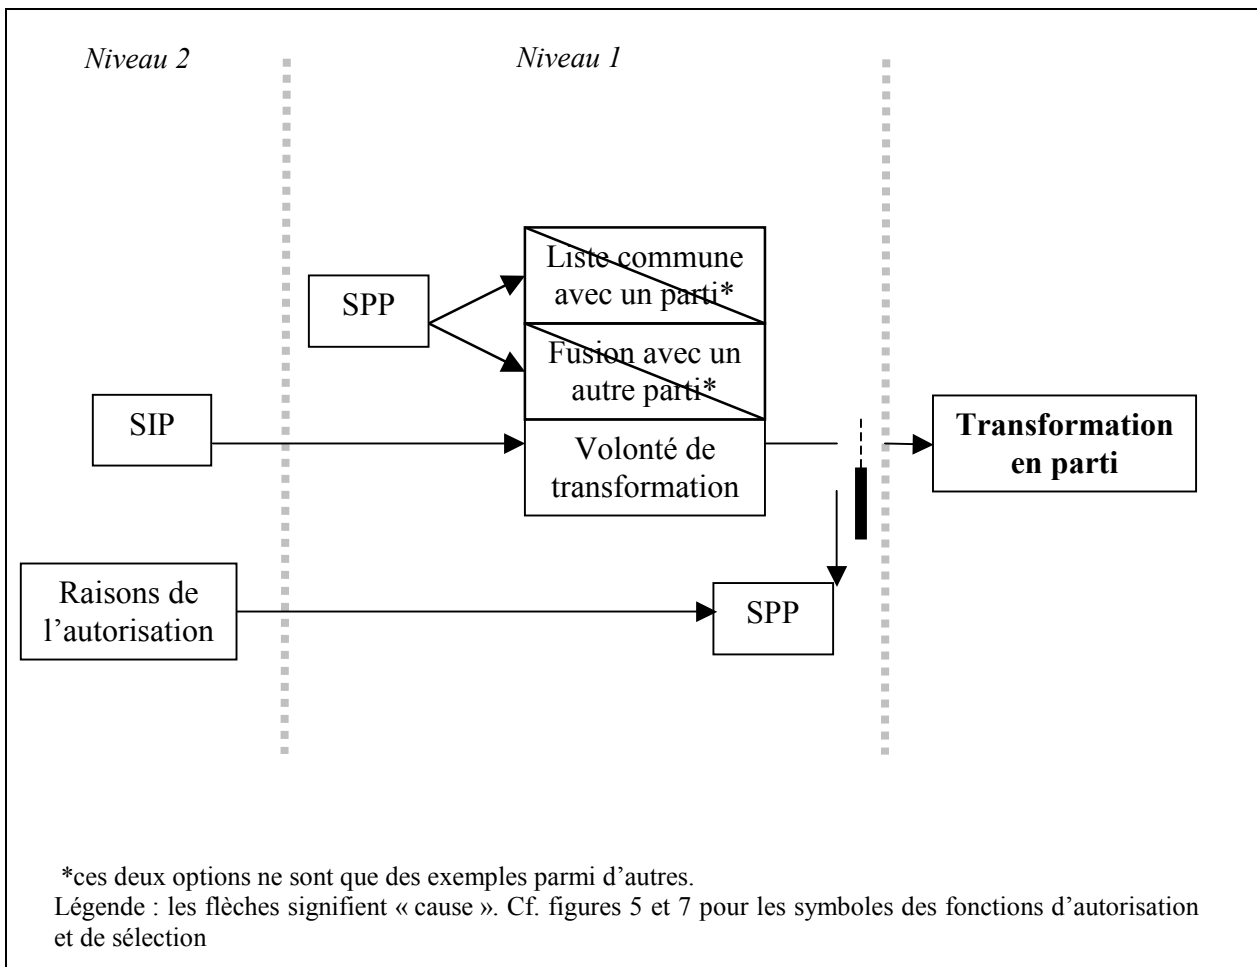 Niveau 2
Niveau 1
Liste commune
avec un parti*
SPP
Fusion avec un
autre parti*
SIP
Volonté de
transformation
Transformation
en parti
Raisons de
l’autorisation
SPP
*ces deux options ne sont que des exemples parmi d’autres.
Légende : les flèches signifient « cause ». Cf. figures 5 et 7 pour les symboles des fonctions d’autorisation
et de sélection